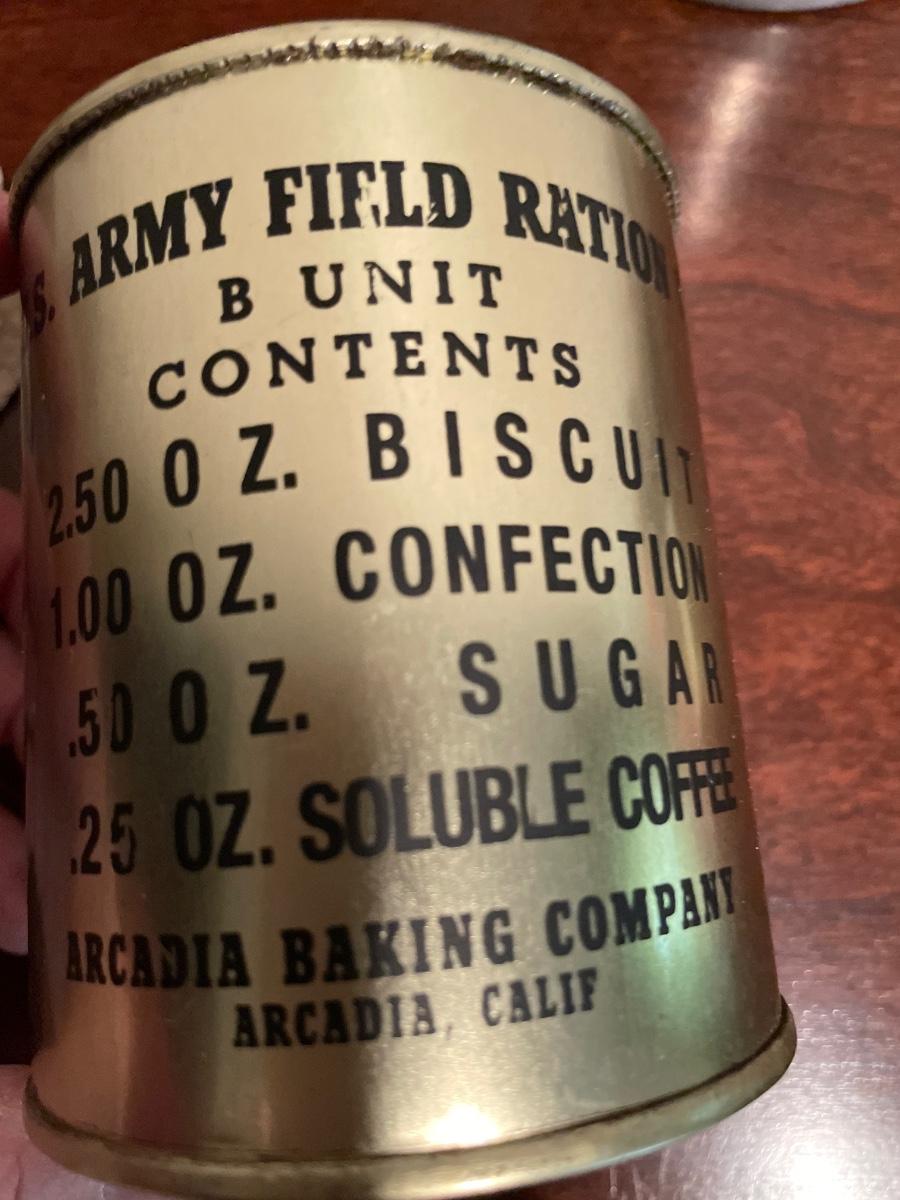 S. ARMY FIELD RATION
B UNIT
CONTENTS
2.50 OZ. BISCUIT
1.00 OZ. CONFECTION
.50 OZ. SUGAR
.25 OZ. SOLUBLE COFFEE
ARCADIA BAKING COMPANY
ARCADIA, CALIF